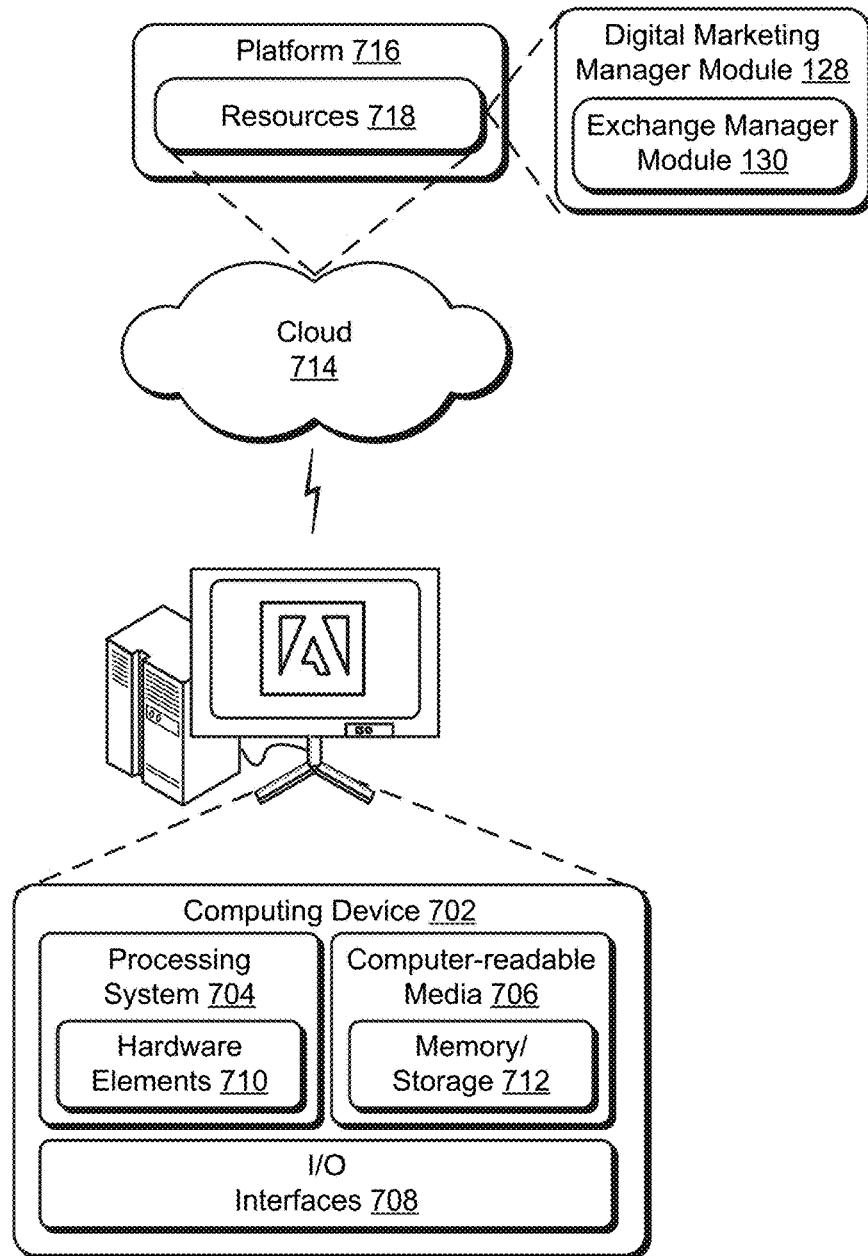 Platform 716
Resources 718
Digital Marketing
Manager Module 128
Exchange Manager
Module 130
Cloud
714
Computing Device 702
Processing
System 704
Hardware
Elements 710
Computer-readable
Media 706
Memory/
Storage 712
I/O
Interfaces 708